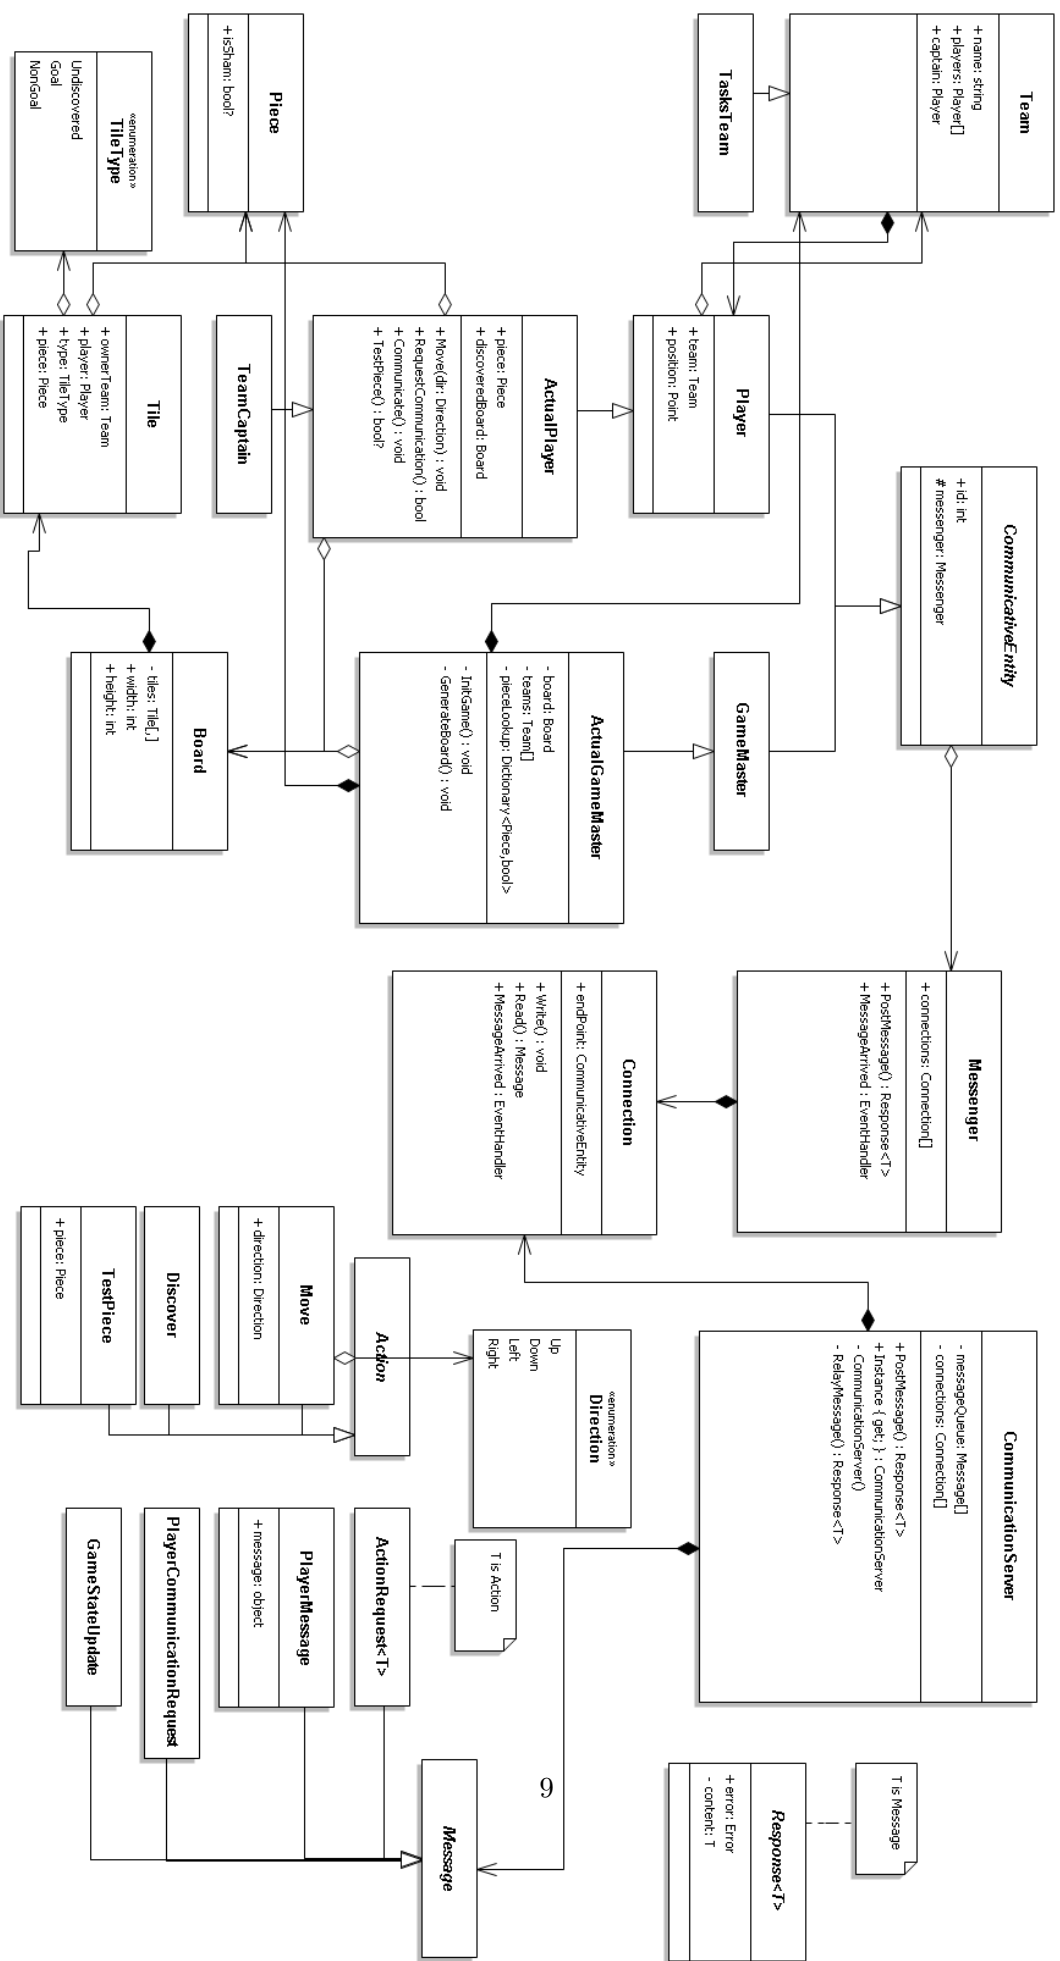 Team
+ name: string
+ players: Player[]
+ captain: Player
TasksTeam
Piece
+ isSham: bool?
«enumeration»
TileType
Undiscovered
Goal
NonGoal
CommunicativeEntity
+ id: int
# messenger: Messenger
Player
+ team: Team
+ position: Point
ActualPlayer
+ piece: Piece
+ discoveredBoard: Board
+ Move(dir: Direction) : void
+ RequestCommunication() : bool
+ Communicate() : void
+ TestPiece() : bool?
TeamCaptain
Tile
+ ownerTeam: Team
+ player: Player
+ type: TileType
+ piece: Piece
GameMaster
ActualGameMaster
- board: Board
- teams: Team[]
- pieceLookup: Dictionary<Piece,bool>
- InitGame() : void
- GenerateBoard() : void
Board
- tiles: Tile[,]
+ width: int
+ height: int
Messenger
+ connections: Connection[]
+ PostMessage() : Response<T>
+ MessageArrived : EventHandler
Connection
+ endPoint: CommunicativeEntity
+ Write() : void
+ Read() : Message
+ MessageArrived : EventHandler
CommunicationServer
- messageQueue: Message[]
- connections: Connection[]
+ PostMessage() : Response<T>
+ Instance { get; } : CommunicationServer
- CommunicationServer()
- RelayMessage() : Response<T>
«enumeration»
Direction
Up
Down
Left
Right
Action
Move
+ direction: Direction
Discover
TestPiece
+ piece: Piece
T is Action
ActionRequest<T>
PlayerMessage
+ message: object
PlayerCommunicationRequest
GameStateUpdate
T is Message
Response<T>
+ error: Error
- content: T
Message
9